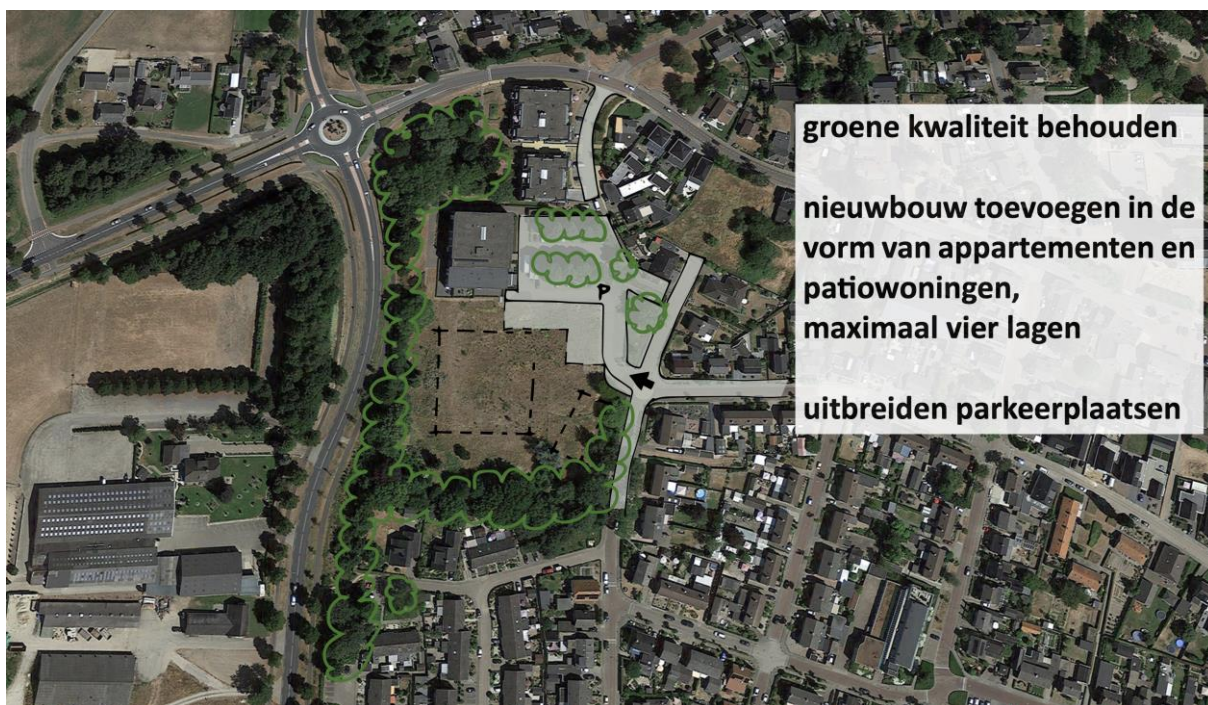 groene kwaliteit behouden
nieuwbouw toevoegen in de
vorm van appartementen en
patiowoningen,
maximaal vier lagen
uitbreiden parkeerplaatsen
P